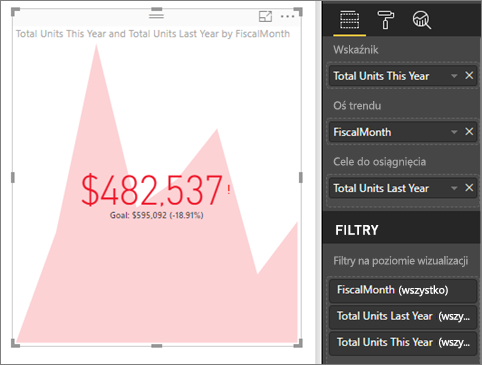 Total Units This Year and Total Units Last Year by FiscalMonth
$482,537!
Goal: $595,092 (-18.91%)
Wskaźnik
Total Units This Year
Oś trendu
FiscalMonth
Cele do osiągnięcia
Total Units Last Year
FILTRY
Filtry na poziomie wizualizacji
FiscalMonth (wszystko)
Total Units Last Year (wszy...
Total Units This Year (wszy...